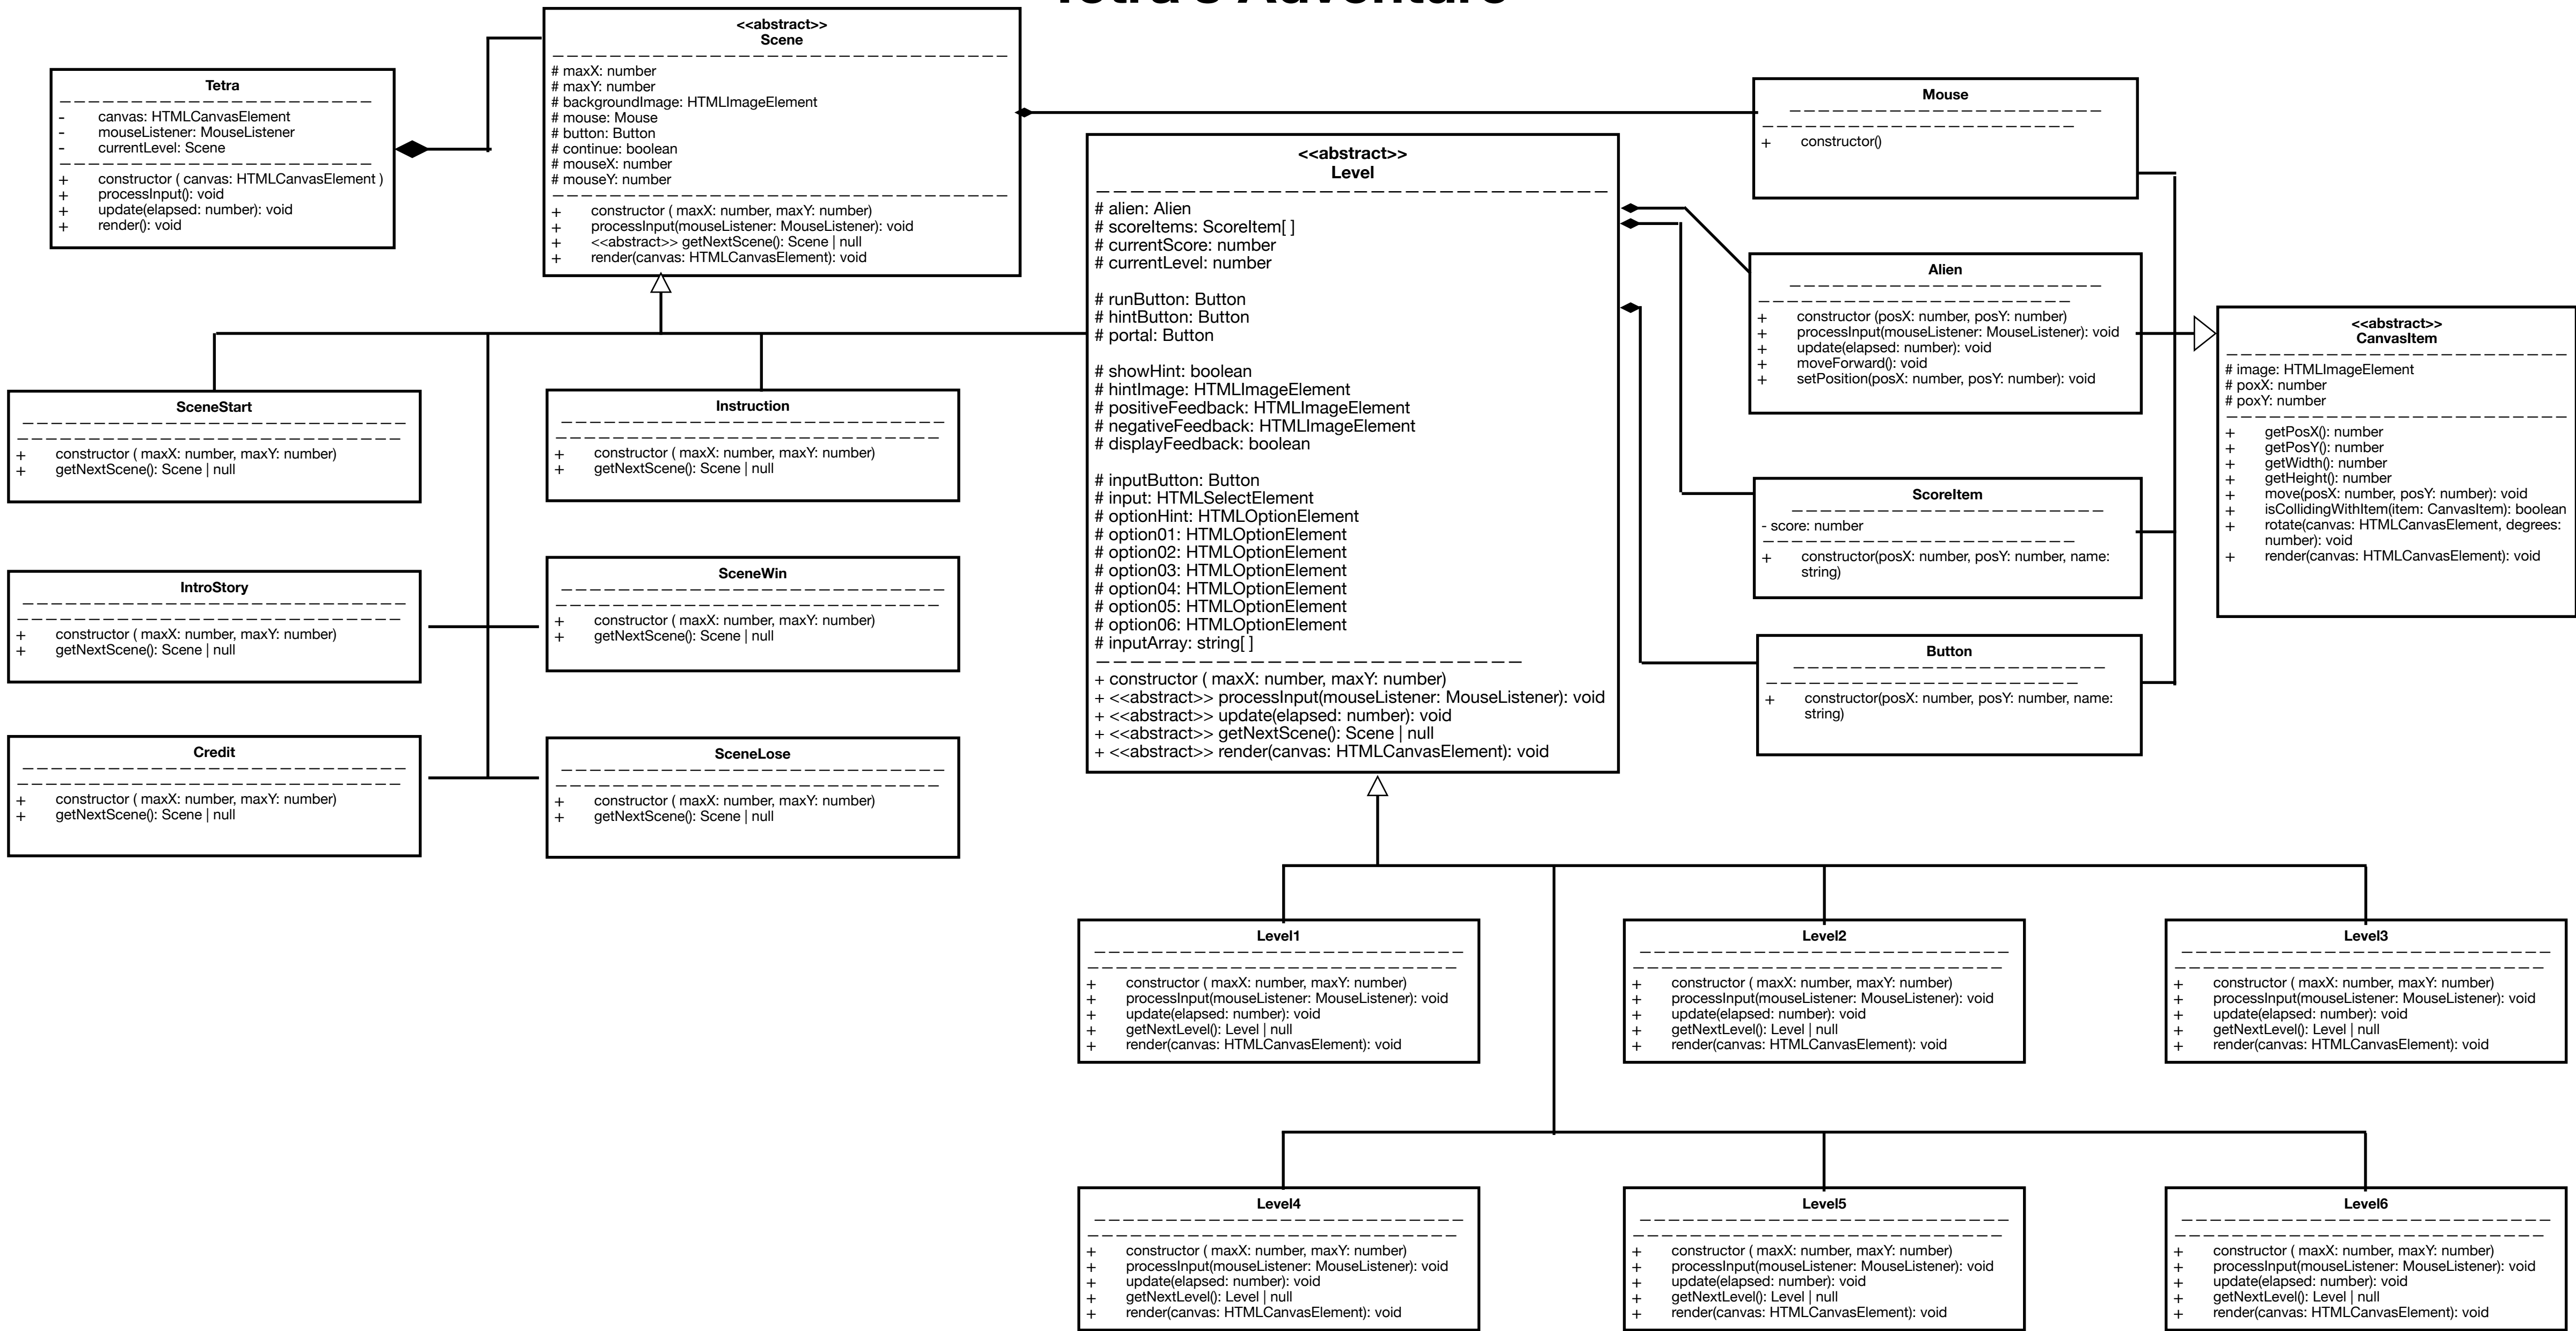 Tetra's Adventure
<<abstract>>
Scene
# maxX: number
# maxY: number
# backgroundImage: HTMLImageElement
# mouse: Mouse
# button: Button
# continue: boolean
# mouseX: number
# mouseY: number
+ constructor ( maxX: number, maxY: number)
+ processInput(mouseListener: MouseListener): void
+ <<abstract>> getNextScene(): Scene | null
+ render(canvas: HTMLCanvasElement): void
Tetra
- canvas: HTMLCanvasElement
- mouseListener: MouseListener
- currentLevel: Scene
+ constructor ( canvas: HTMLCanvasElement )
+ processInput(): void
+ update(elapsed: number): void
+ render(): void
Mouse
+ constructor()
<<abstract>>
Level
# alien: Alien
# scoreItems: ScoreItem[ ]
# currentScore: number
# currentLevel: number
# runButton: Button
# hintButton: Button
# portal: Button
# showHint: boolean
# hintImage: HTMLImageElement
# positiveFeedback: HTMLImageElement
# negativeFeedback: HTMLImageElement
# displayFeedback: boolean
# inputButton: Button
# input: HTMLSelectElement
# optionHint: HTMLOptionElement
# option01: HTMLOptionElement
# option02: HTMLOptionElement
# option03: HTMLOptionElement
# option04: HTMLOptionElement
# option05: HTMLOptionElement
# option06: HTMLOptionElement
# inputArray: string[ ]
+ constructor ( maxX: number, maxY: number)
+ <<abstract>> processInput(mouseListener: MouseListener): void
+ <<abstract>> update(elapsed: number): void
+ <<abstract>> getNextScene(): Scene | null
+ <<abstract>> render(canvas: HTMLCanvasElement): void
Alien
+ constructor (posX: number, posY: number)
+ processInput(mouseListener: MouseListener): void
+ update(elapsed: number): void
+ moveForward(): void
+ setPosition(posX: number, posY: number): void
<<abstract>>
CanvasItem
# image: HTMLImageElement
# poxX: number
# poxY: number
+ getPosX(): number
+ getPosY(): number
+ getWidth(): number
+ getHeight(): number
+ move(posX: number, posY: number): void
+ isCollidingWithItem(item: CanvasItem): boolean
+ rotate(canvas: HTMLCanvasElement, degrees:
number): void
+ render(canvas: HTMLCanvasElement): void
ScoreItem
- score: number
+ constructor(posX: number, posY: number, name:
string)
Button
+ constructor(posX: number, posY: number, name:
string)
SceneStart
+ constructor ( maxX: number, maxY: number)
+ getNextScene(): Scene | null
Instruction
+ constructor ( maxX: number, maxY: number)
+ getNextScene(): Scene | null
IntroStory
+ constructor ( maxX: number, maxY: number)
+ getNextScene(): Scene | null
SceneWin
+ constructor ( maxX: number, maxY: number)
+ getNextScene(): Scene | null
Credit
+ constructor ( maxX: number, maxY: number)
+ getNextScene(): Scene | null
SceneLose
+ constructor ( maxX: number, maxY: number)
+ getNextScene(): Scene | null
Level1
+ constructor ( maxX: number, maxY: number)
+ processInput(mouseListener: MouseListener): void
+ update(elapsed: number): void
+ getNextLevel(): Level | null
+ render(canvas: HTMLCanvasElement): void
Level2
+ constructor ( maxX: number, maxY: number)
+ processInput(mouseListener: MouseListener): void
+ update(elapsed: number): void
+ getNextLevel(): Level | null
+ render(canvas: HTMLCanvasElement): void
Level3
+ constructor ( maxX: number, maxY: number)
+ processInput(mouseListener: MouseListener): void
+ update(elapsed: number): void
+ getNextLevel(): Level | null
+ render(canvas: HTMLCanvasElement): void
Level4
+ constructor ( maxX: number, maxY: number)
+ processInput(mouseListener: MouseListener): void
+ update(elapsed: number): void
+ getNextLevel(): Level | null
+ render(canvas: HTMLCanvasElement): void
Level5
+ constructor ( maxX: number, maxY: number)
+ processInput(mouseListener: MouseListener): void
+ update(elapsed: number): void
+ getNextLevel(): Level | null
+ render(canvas: HTMLCanvasElement): void
Level6
+ constructor ( maxX: number, maxY: number)
+ processInput(mouseListener: MouseListener): void
+ update(elapsed: number): void
+ getNextLevel(): Level | null
+ render(canvas: HTMLCanvasElement): void